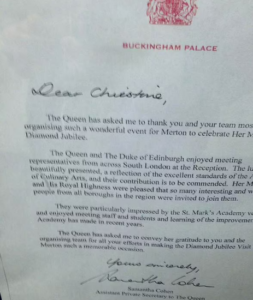 BUCKINGHAM PALACE
Dear Christine,
The Queen has asked me to thank you and your team most
organising such a wonderful event for Merton to celebrate Her M
Diamond Jubilee.
The Queen and The Duke of Edinburgh enjoyed meeting
representatives from across South London at the Reception. The
beautifully presented, a reflection of the excellent standards of the A
of Culinary Arts, and their contribution is to be commended. Her M
and His Royal Highness were pleased that so many interesting and
people from all boroughs in the region were invited to join them.
They were particularly impressed by the St. Mark's Academy
and enjoyed meeting staff and students and learning of the improvemen
Academy has made in recent years.
The Queen has asked me to convey her gratitude to you and the
organising team for all your efforts in making the Diamond Jubilee Visit
Merton such a memorable occasion.
Yours sincerely,
Samantha Cohen
Samantha Cohen
Assistant Private Secretary to The Queen